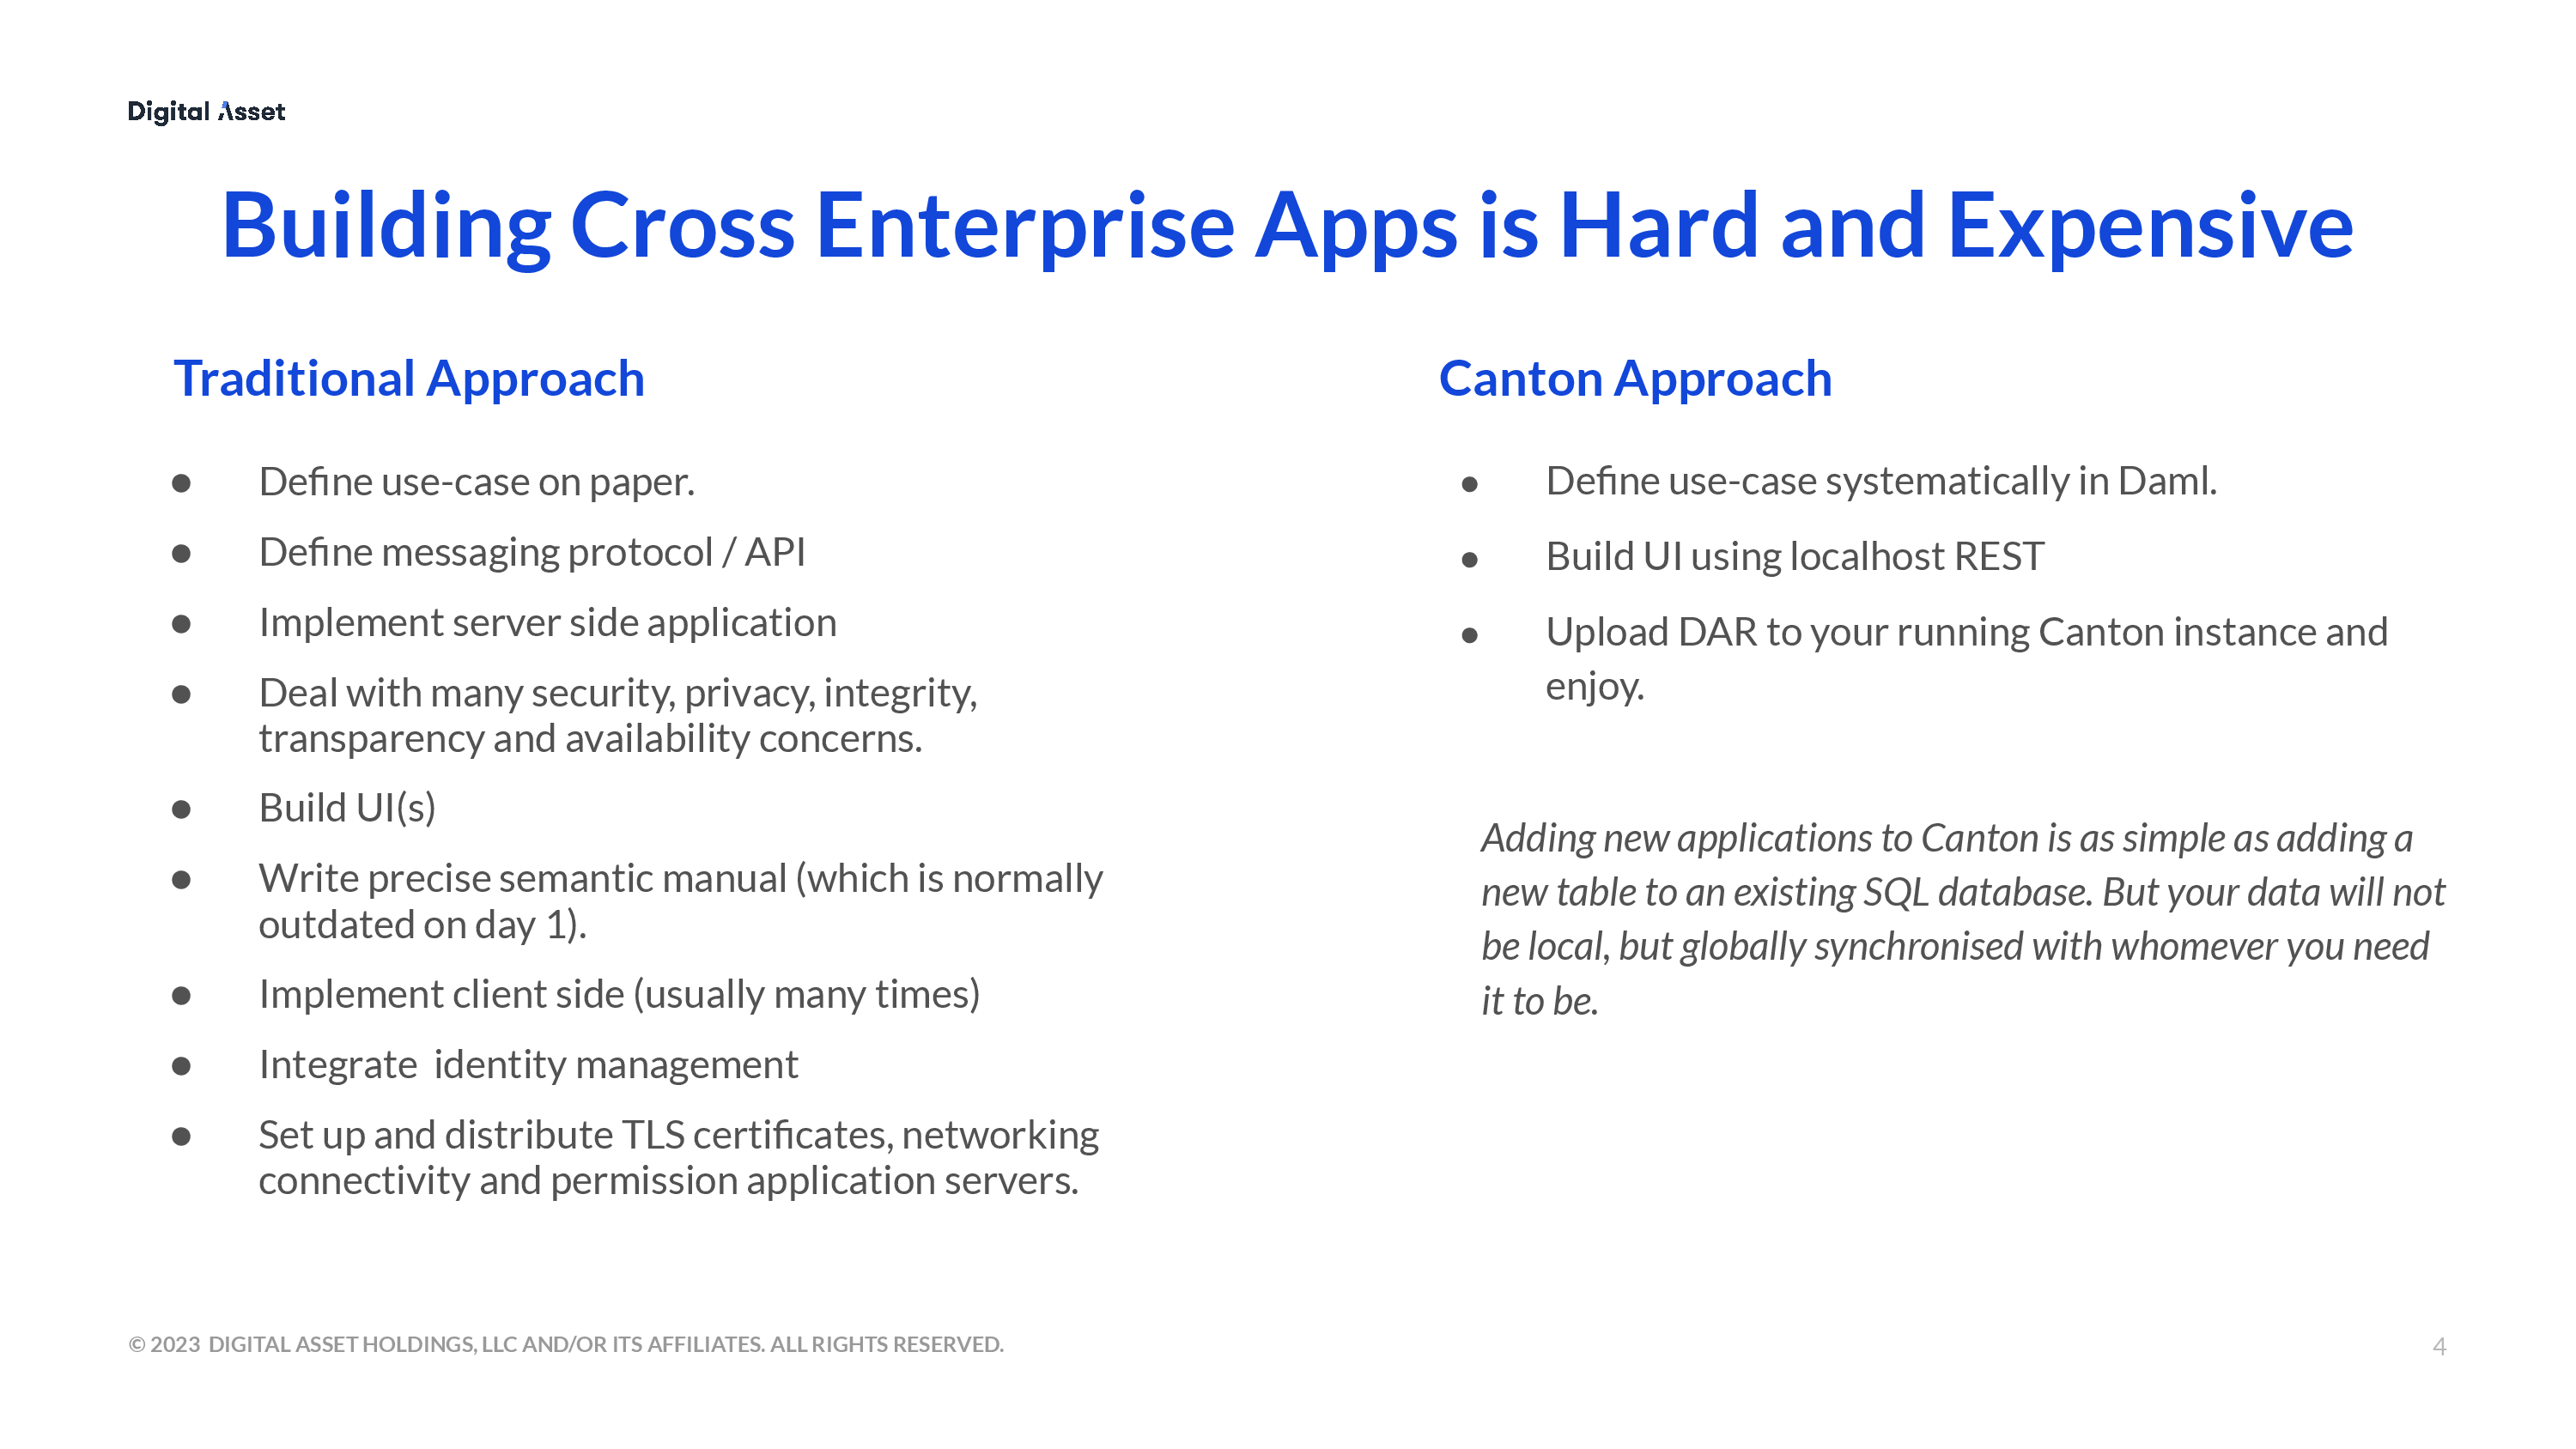 Digital Asset
Building Cross Enterprise Apps is Hard and Expensive
Traditional Approach
● Define use-case on paper.
● Define messaging protocol / API
● Implement server side application
● Deal with many security, privacy, integrity,
transparency and availability concerns.
● Build UI(s)
● Write precise semantic manual (which is normally
outdated on day 1).
● Implement client side (usually many times)
● Integrate  identity management
● Set up and distribute TLS certificates, networking
connectivity and permission application servers.
Canton Approach
● Define use-case systematically in Daml.
● Build UI using localhost REST
● Upload DAR to your running Canton instance and
enjoy.
Adding new applications to Canton is as simple as adding a
new table to an existing SQL database. But your data will not
be local, but globally synchronised with whomever you need
it to be.
© 2023  DIGITAL ASSET HOLDINGS, LLC AND/OR ITS AFFILIATES. ALL RIGHTS RESERVED.
4